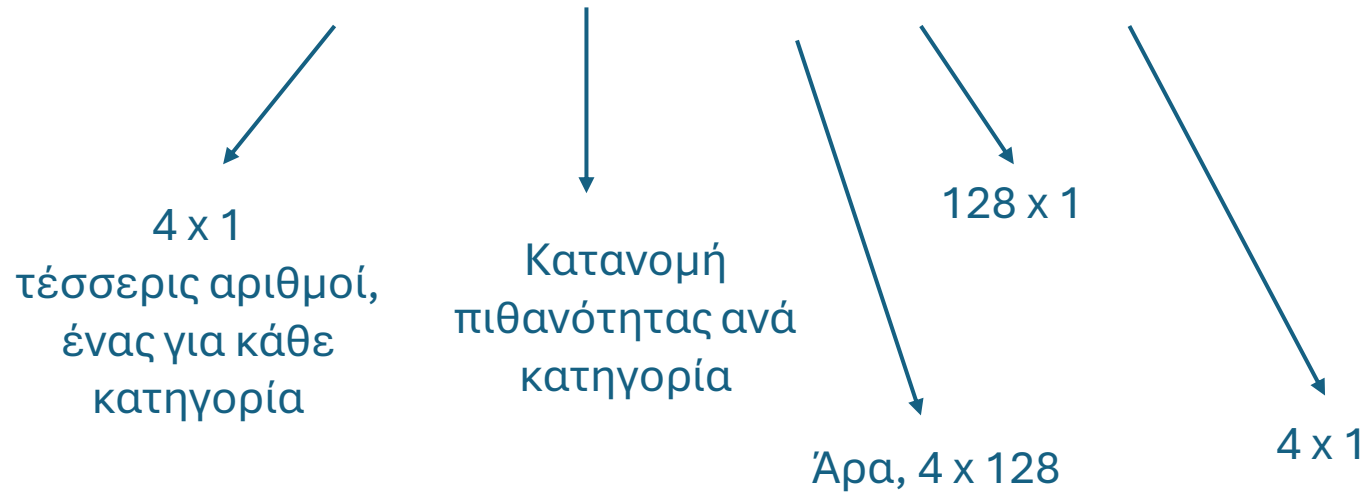 4 x 1
τέσσερις αριθμοί,
ένας για κάθε
κατηγορία
Κατανομή
πιθανότητας ανά
κατηγορία
128 x 1
Άρα, 4 x 128
4 x 1